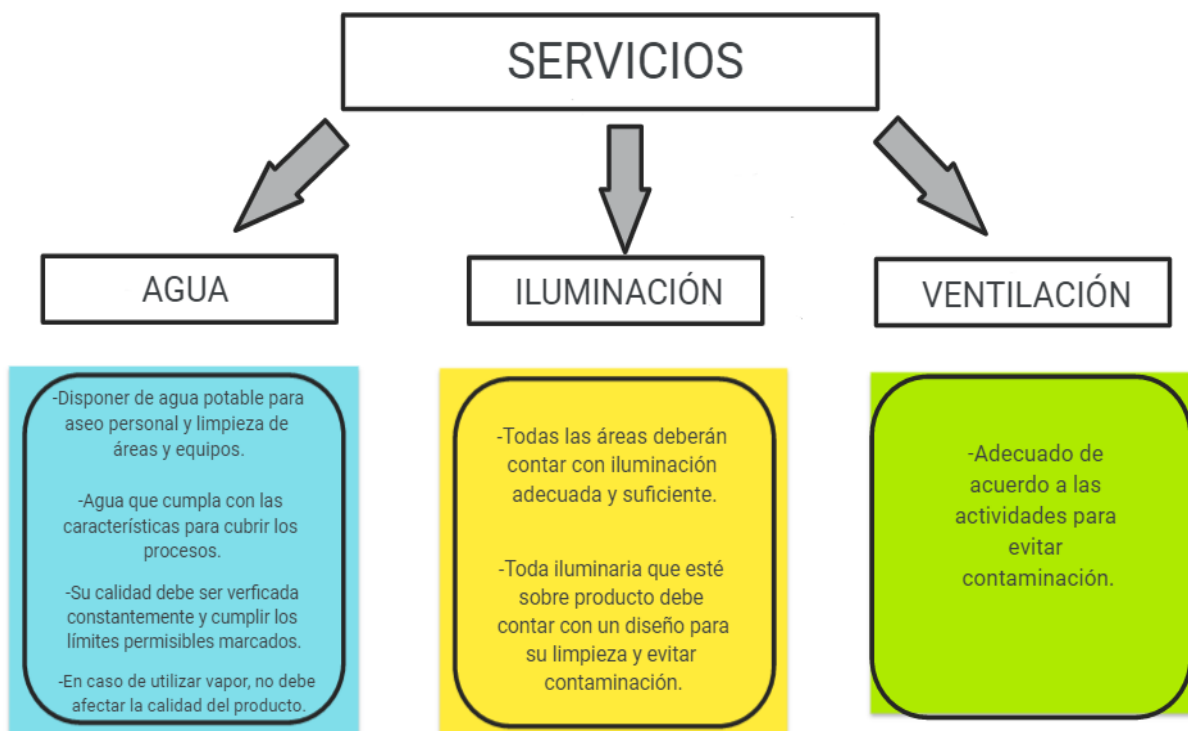 SERVICIOS
AGUA
ILUMINACIÓN
VENTILACIÓN
-Disponer de agua potable para
aseo personal y limpieza de
áreas y equipos.
-Agua que cumpla con las
características para cubrir los
procesos.
-Su calidad debe ser verficada
constantemente y cumplir los
límites permisibles marcados.
-En caso de utilizar vapor, no debe
afectar la calidad del producto.
-Todas las áreas deberán
contar con iluminación
adecuada y suficiente.
-Toda iluminaria que esté
sobre producto debe
contar con un diseño para
su limpieza y evitar
contaminación.
-Adecuado de
acuerdo a las
actividades para
evitar
contaminación.